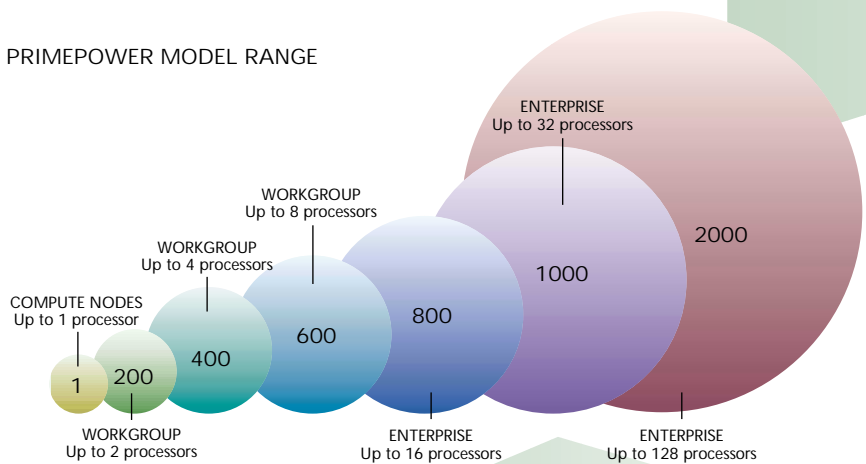 PRIMEPOWER MODEL RANGE
ENTERPRISE
Up to 32 processors
WORKGROUP
Up to 8 processors
2000
WORKGROUP
Up to 4 processors
1000
COMPUTE NODES
Up to 1 processor
800
600
400
200
1
WORKGROUP
Up to 2 processors
ENTERPRISE
Up to 16 processors
ENTERPRISE
Up to 128 processors